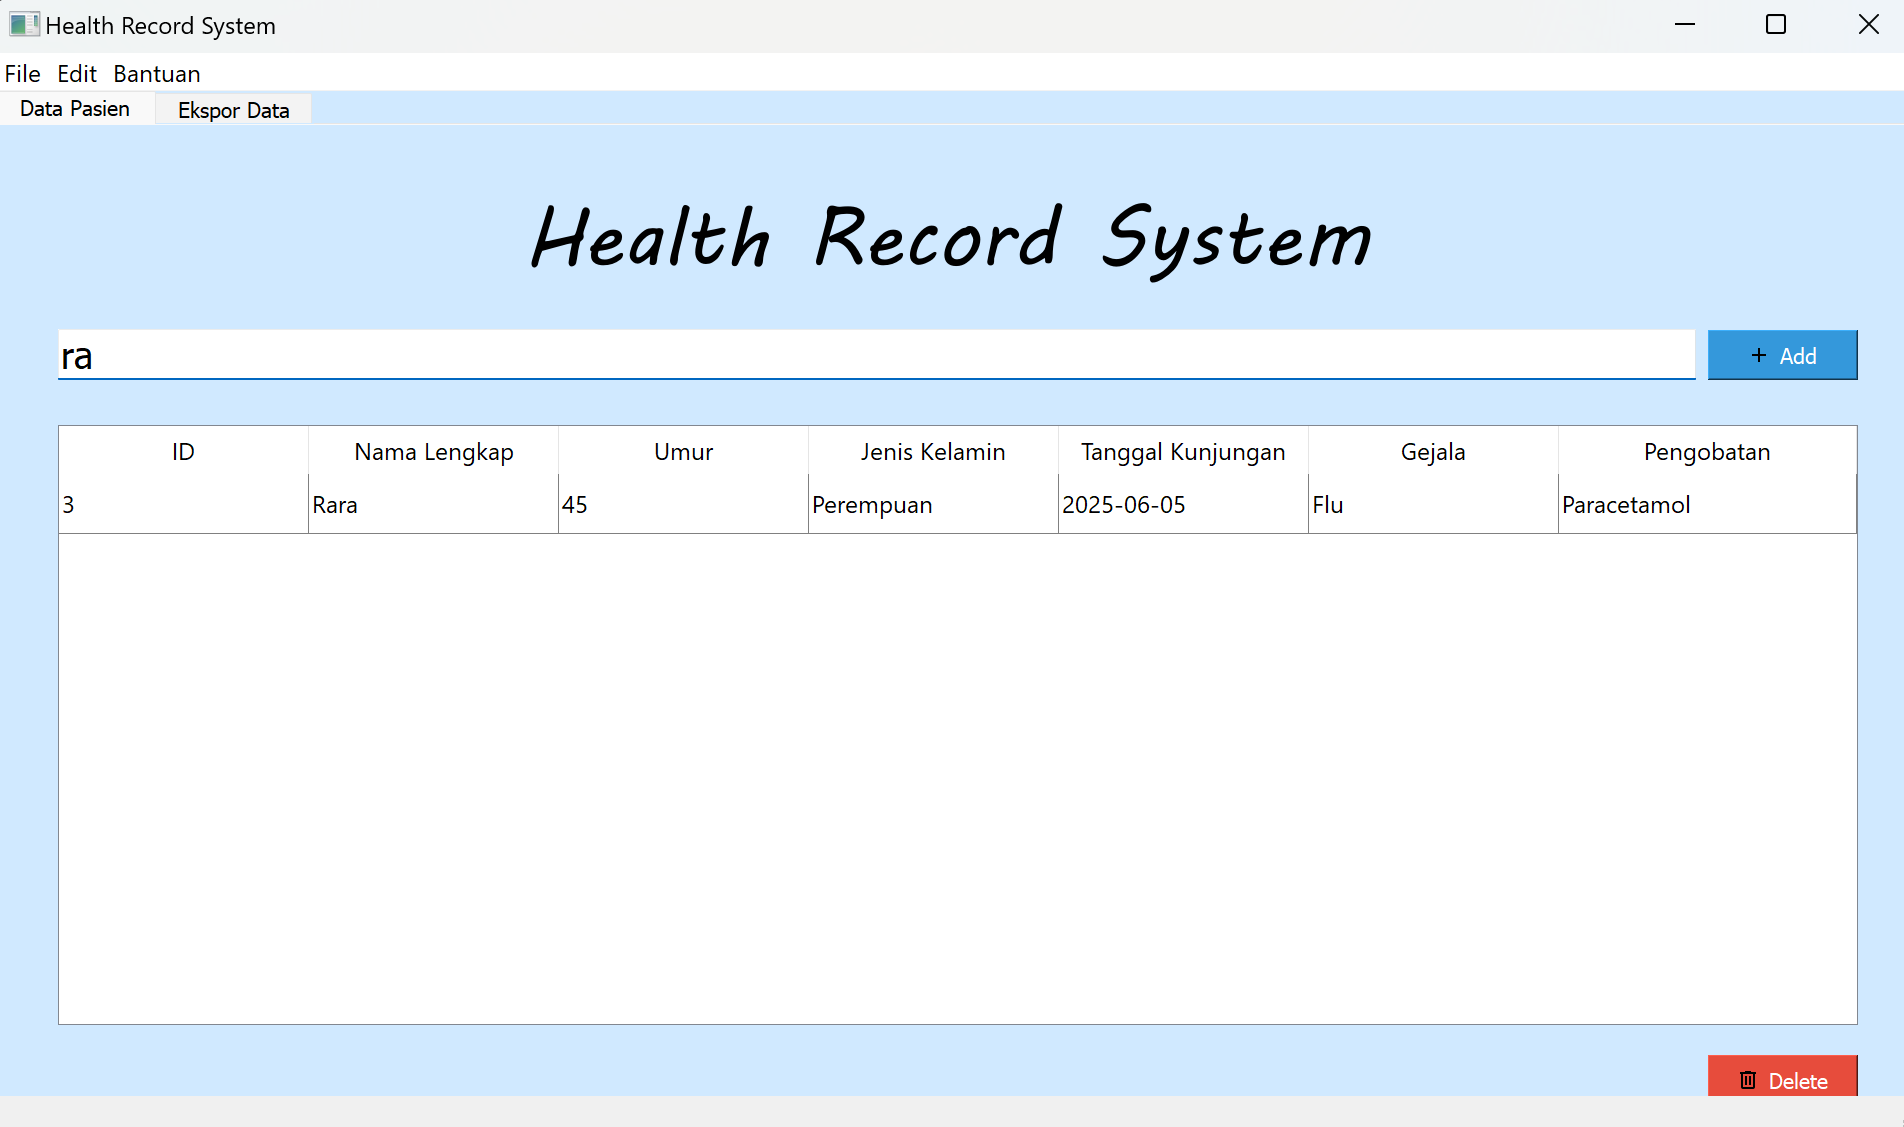 Health Record System
File Edit Bantuan
Data Pasien Ekspor Data
Health Record System
ra
+ Add
ID Nama Lengkap Umur Jenis Kelamin Tanggal Kunjungan Gejala Pengobatan
3 Rara 45 Perempuan 2025-06-05 Flu Paracetamol
Delete